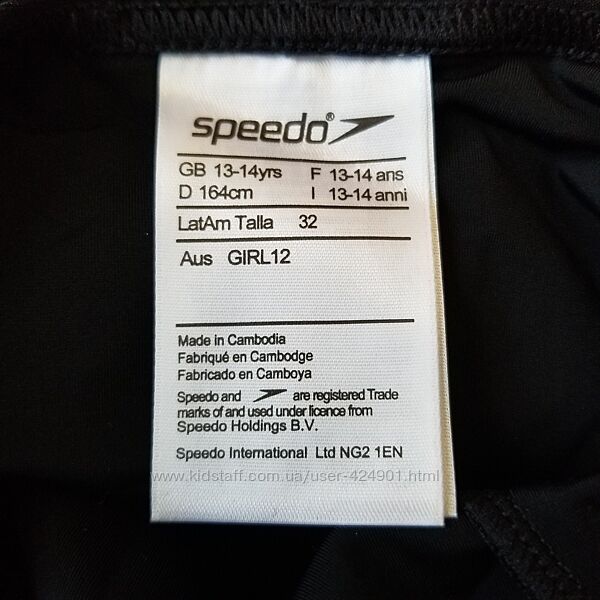 speedo®
GB 13-14yrs F 13-14 ans
D 164cm I 13-14 anni
LatAm Talla 32
Aus GIRL12
Made in Cambodia
Fabriqué en Cambodge
Fabricado en Camboya
Speedo and are registered Trade
marks of and used under licence from
Speedo Holdings B.V.
Speedo International Ltd NG2 1EN
www.kidstaff.com.ua/user-424901.html